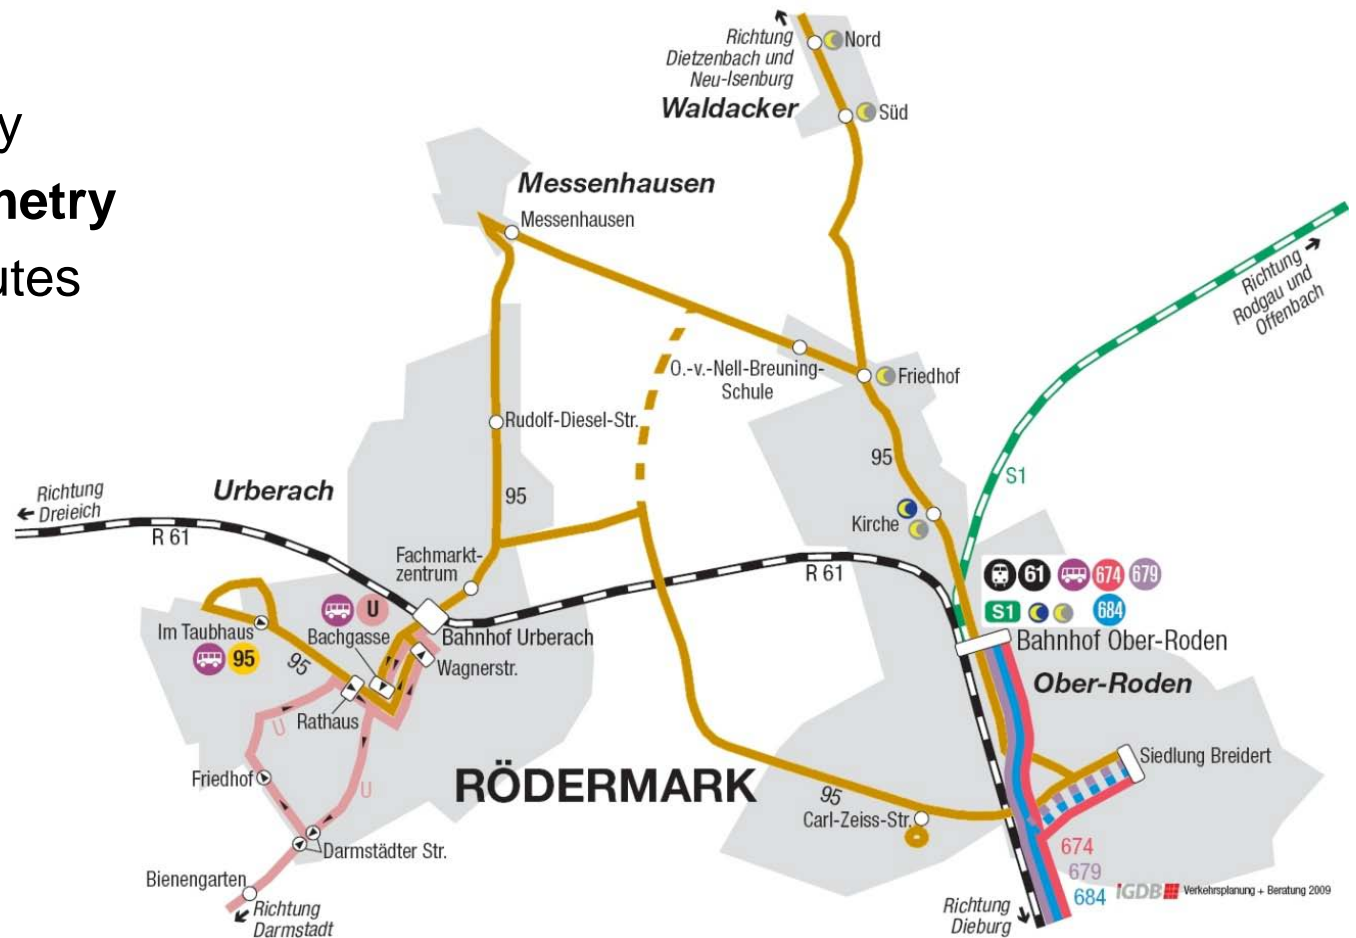 y
metry
utes
Richtung
Dietzenbach und
Neu-Isenburg
Nord
Waldacker
Süd
Messenhausen
Messenhausen
Richtung
Rodgau und
Offenbach
O.-v.-Nell-Breuning-
Schule
Friedhof
Rudolf-Diesel-Str.
95
S1
Urberach
95
Richtung
Dreieich
R 61
Kirche
Fachmarkt-
zentrum
R 61
61 674 679
S1 684
U
Im Taubhaus
Bachgasse
Bahnhof Urberach
Bahnhof Ober-Roden
95
95
Wagnerstr.
Ober-Roden
Rathaus
U
Siedlung Breidert
Friedhof
RÖDERMARK
U
95
Carl-Zeiss-Str.
Darmstädter Str.
674
679
684
Bienengarten
iGDB Verkehrsplanung + Beratung 2009
Richtung
Darmstadt
Richtung
Dieburg